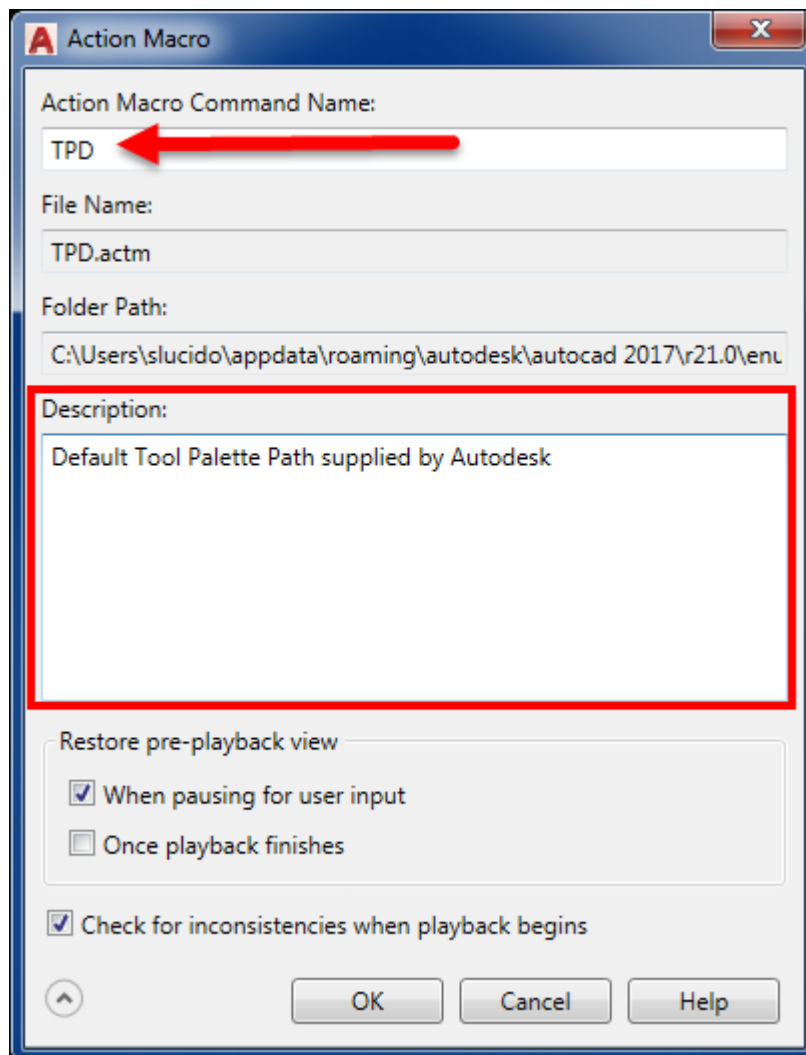 Action Macro
Action Macro Command Name:
TPD
File Name:
TPD.actm
Folder Path:
C:\Users\slucido\appdata\roaming\autodesk\autocad 2017\r21.0\enu
Description:
Default Tool Palette Path supplied by Autodesk
Restore pre-playback view
When pausing for user input
Once playback finishes
Check for inconsistencies when playback begins
OK Cancel Help